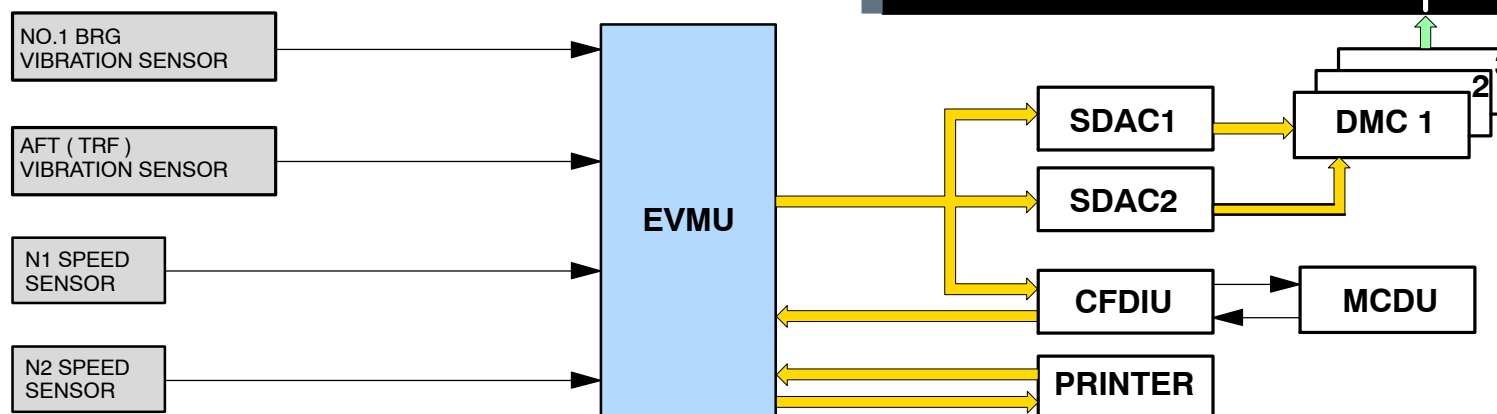 NO.1 BRG
VIBRATION SENSOR
AFT ( TRF )
VIBRATION SENSOR
N1 SPEED
SENSOR
N2 SPEED
SENSOR
EVMU
SDAC1
SDAC2
CFDIU
PRINTER
2
DMC 1
MCDU